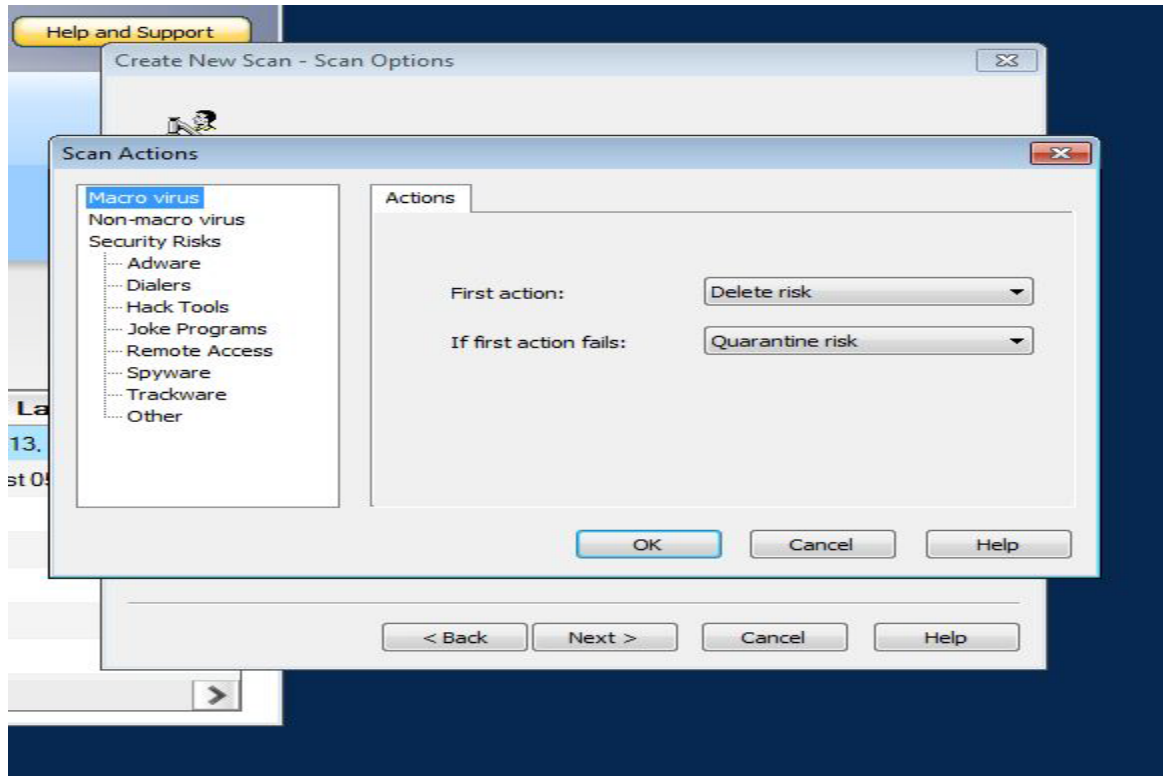 Help and Support
Create New Scan - Scan Options
Scan Actions
Macro virus
Non-macro virus
Security Risks
Adware
Dialers
Hack Tools
Joke Programs
Remote Access
Spyware
Trackware
Other
Actions
First action: Delete risk
If first action fails: Quarantine risk
OK Cancel Help
La
13,
st 05
< Back Next > Cancel Help